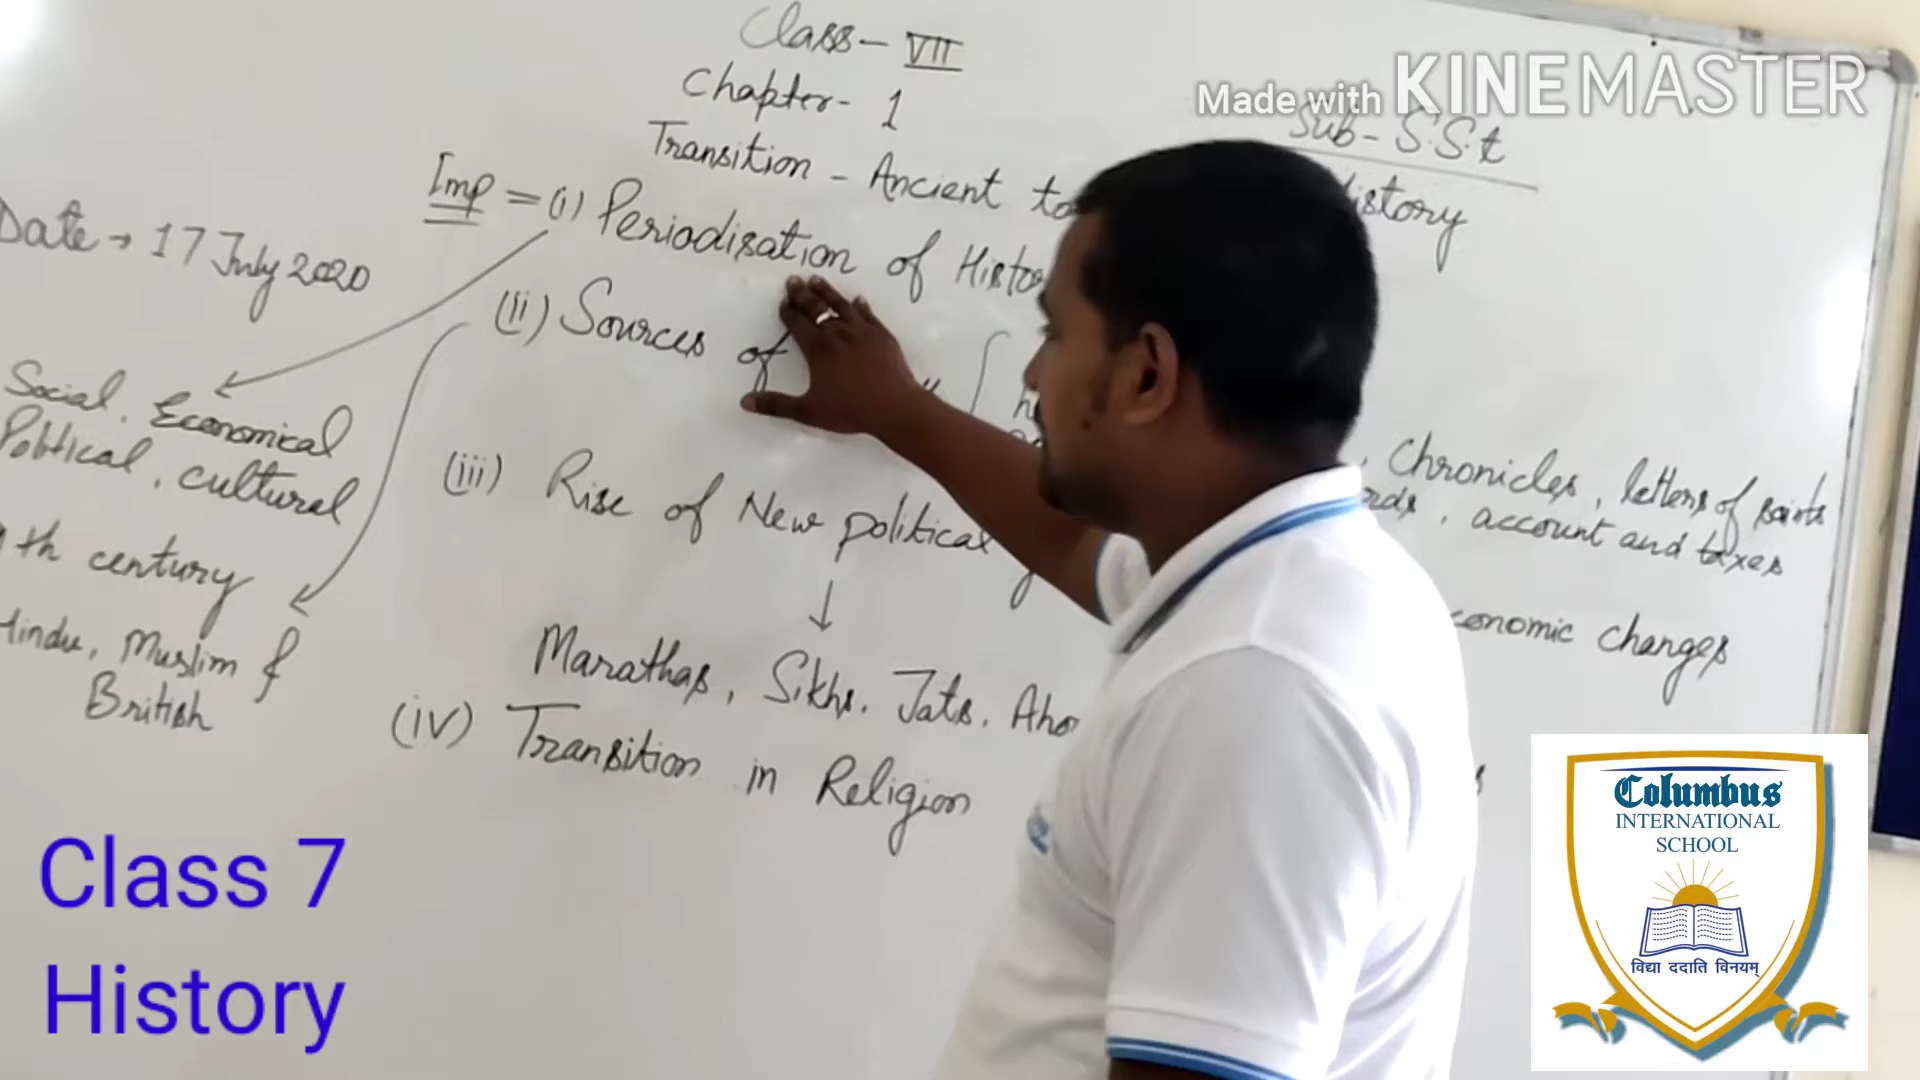 Class - VII
Chapter - 1
Made with KINEMASTER
Sub - S.S.t
Transition - Ancient to
History
Imp = (i) Periodisation of Histo
Date → 17 July 2020
(ii) Sources of
Social, Economical
Political, cultural
Chronicles, letters of saints
account and taxes
(iii) Rise of New political
th century
Hindu, Muslim &
British
economic changes
Marathas, Sikhs, Jats, Aho
(iv) Transition in Religion
Class 7
History
Columbus
INTERNATIONAL
SCHOOL
विद्या ददाति विनयम्